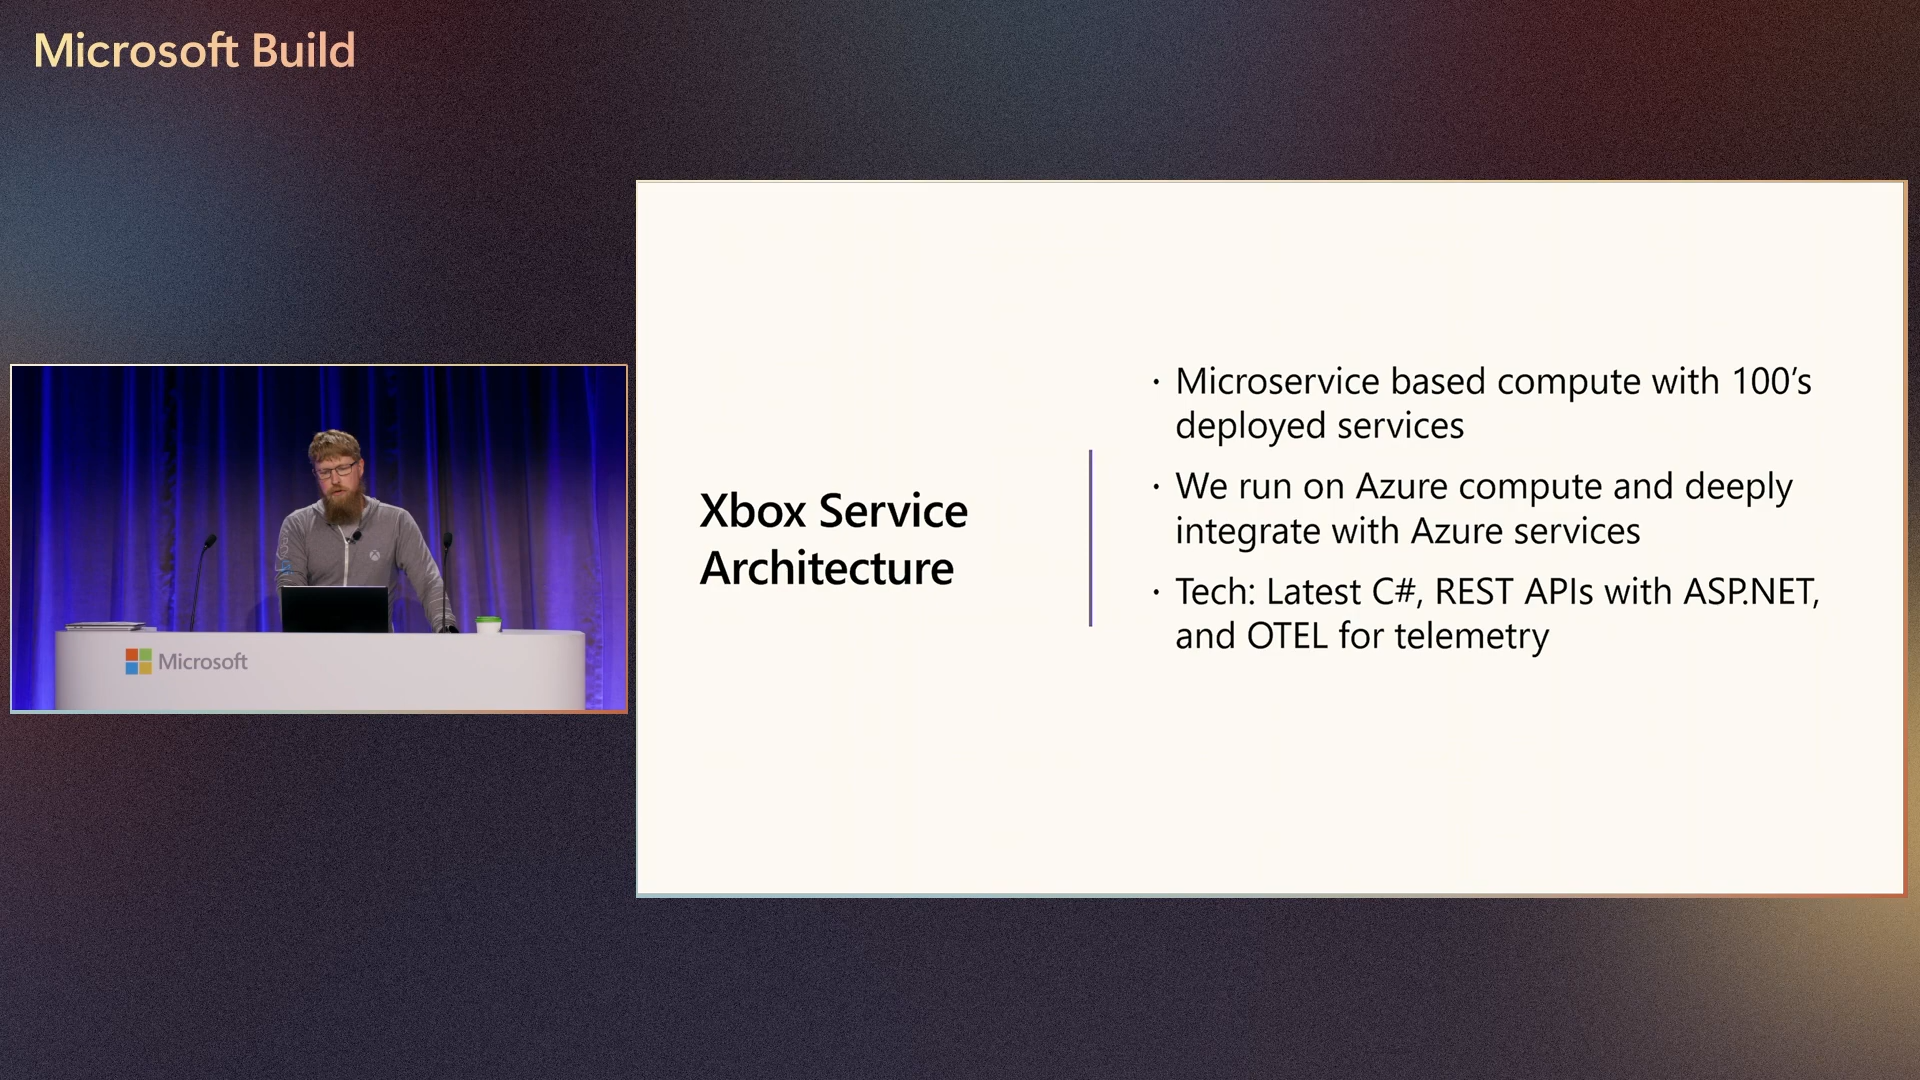 Microsoft Build
Xbox Service
Architecture
· Microservice based compute with 100’s
deployed services
· We run on Azure compute and deeply
integrate with Azure services
· Tech: Latest C#, REST APIs with ASP.NET,
and OTEL for telemetry
Microsoft